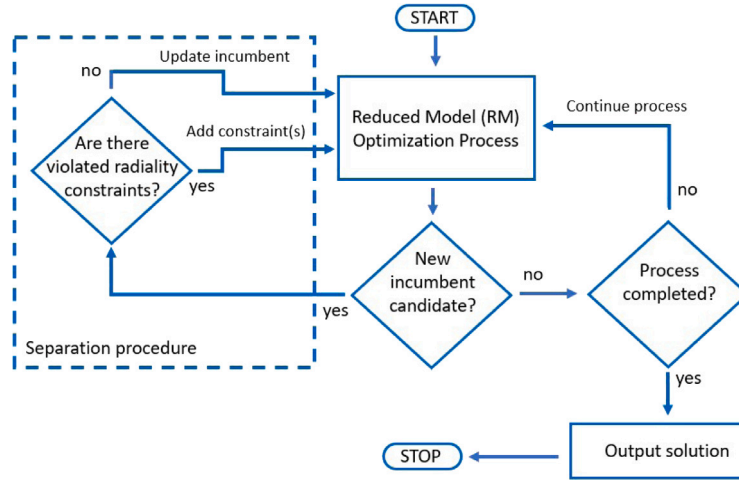 START
Update incumbent
no
Reduced Model (RM)
Optimization Process
Continue process
Add constraint(s)
Are there
violated radiality
constraints?
yes
no
New
incumbent
candidate?
no
Process
completed?
yes
Separation procedure
yes
Output solution
STOP